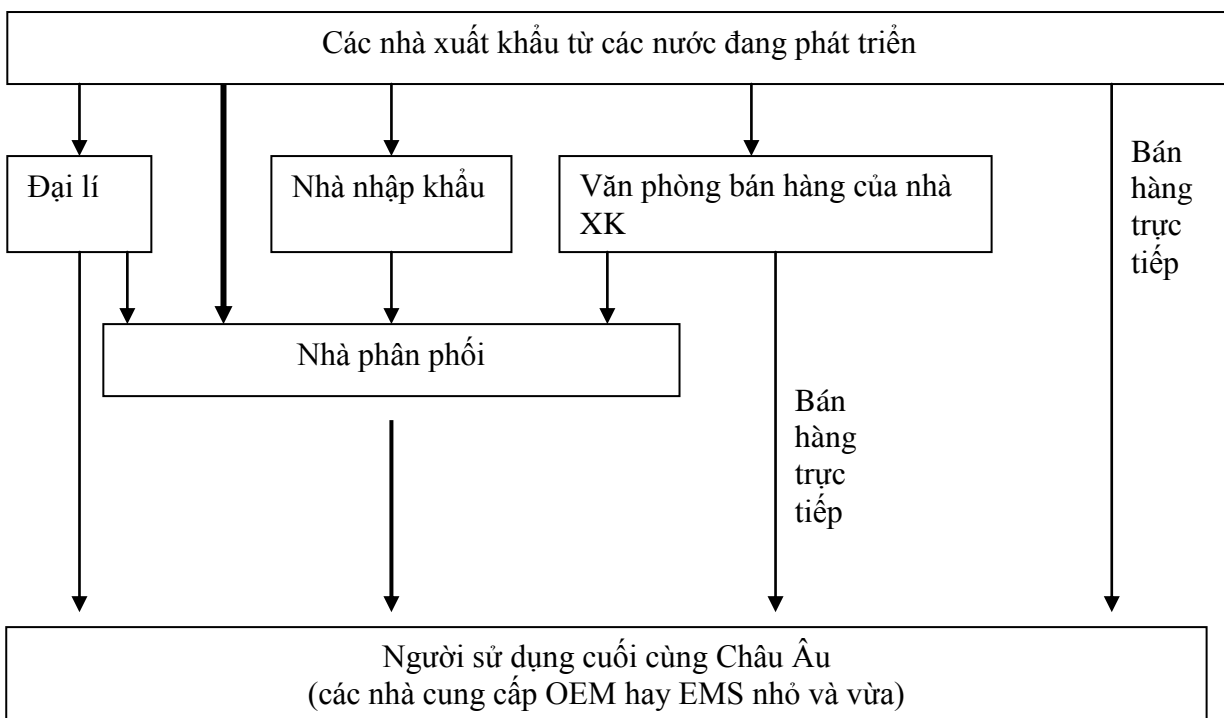 Các nhà xuất khẩu từ các nước đang phát triển
Đại lí
Nhà nhập khẩu
Văn phòng bán hàng của nhà
XK
Bán
hàng
trực
tiếp
Nhà phân phối
Bán
hàng
trực
tiếp
Người sử dụng cuối cùng Châu Âu
(các nhà cung cấp OEM hay EMS nhỏ và vừa)